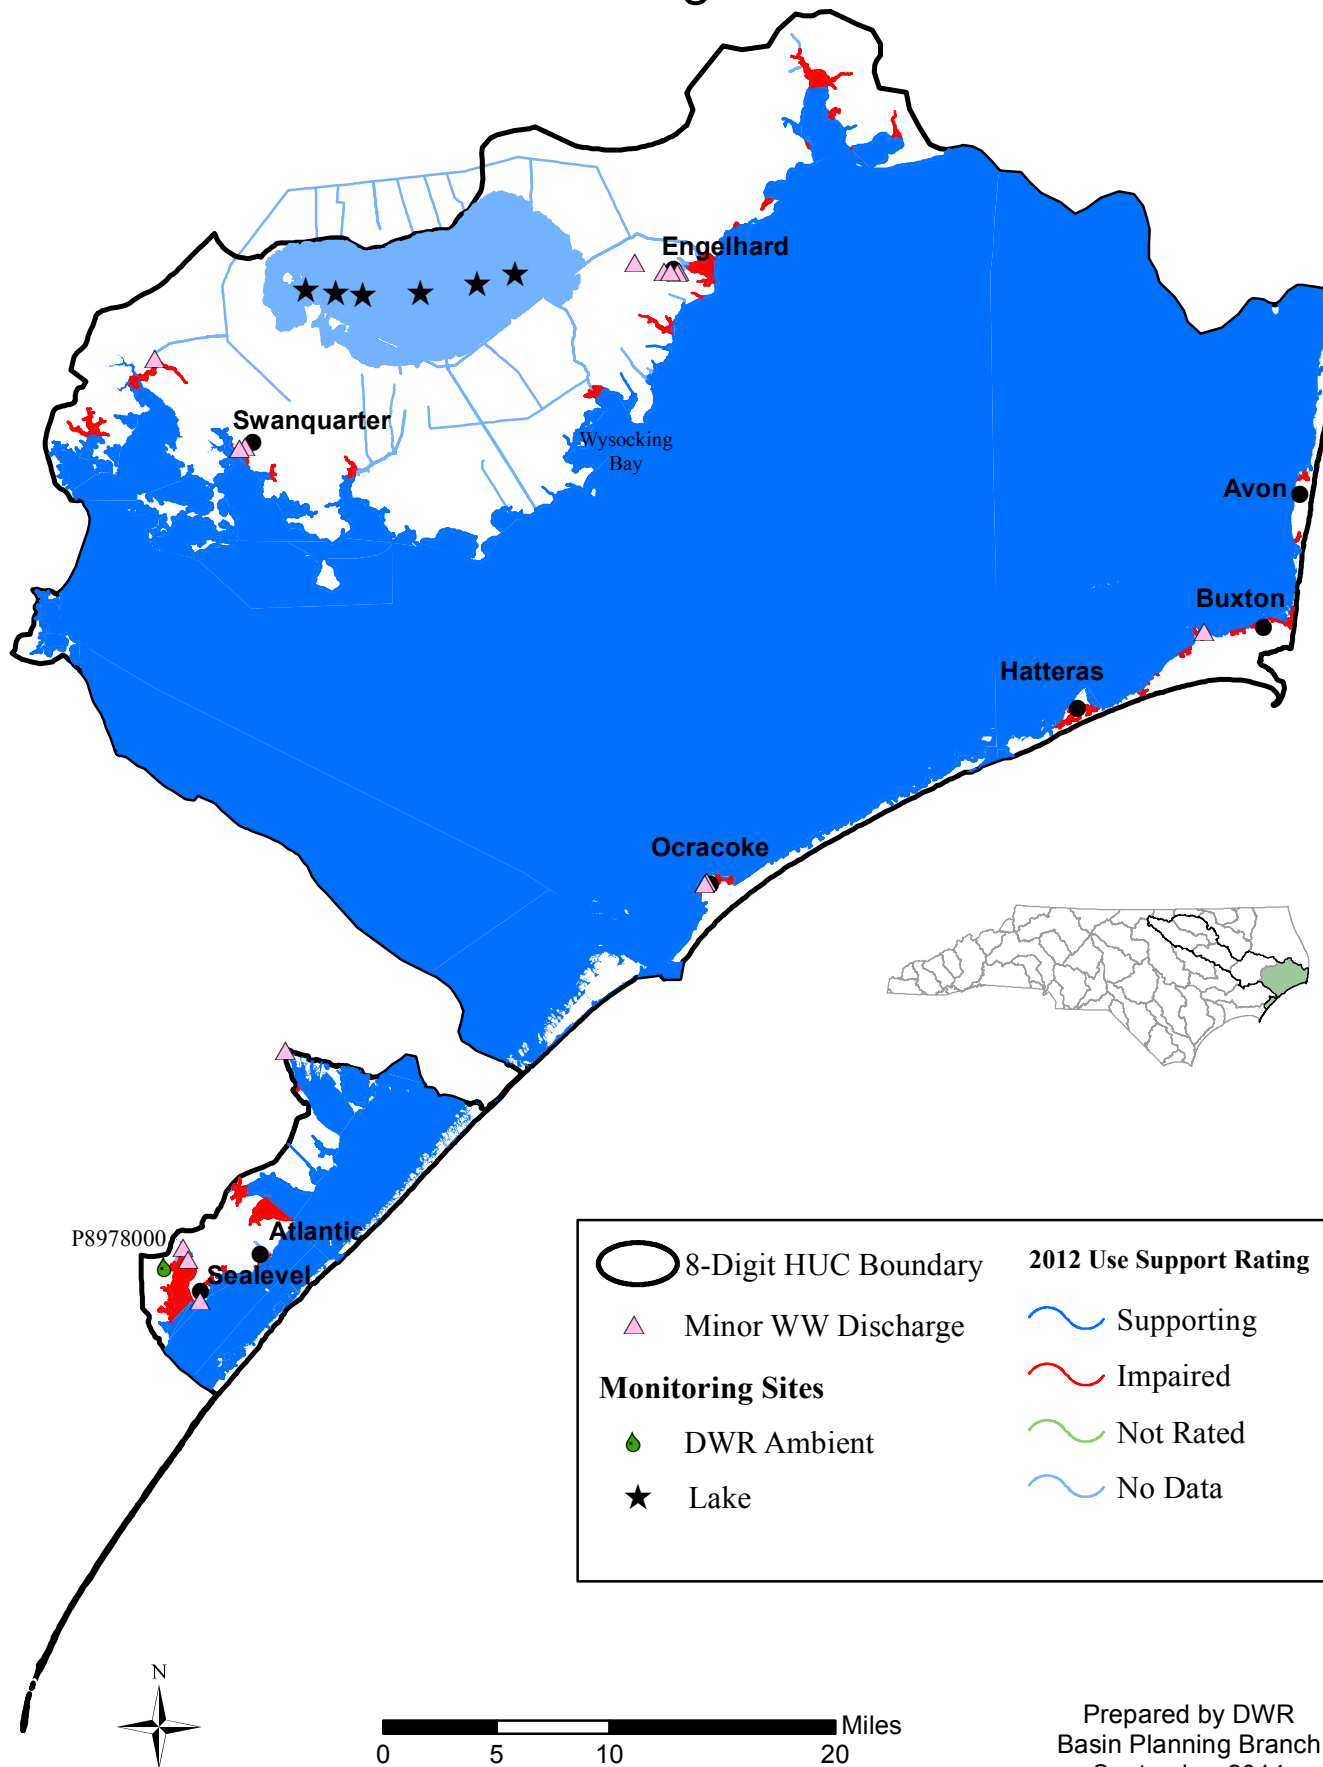 Engelhard
Swanquarter
Wysocking
Bay
Avon
Buxton
Hatteras
Ocracoke
P8978000
Atlantic
Sealevel
8-Digit HUC Boundary
Minor WW Discharge
Monitoring Sites
DWR Ambient
Lake
2012 Use Support Rating
Supporting
Impaired
Not Rated
No Data
N
Miles
0 5 10 20
Prepared by DWR
Basin Planning Branch